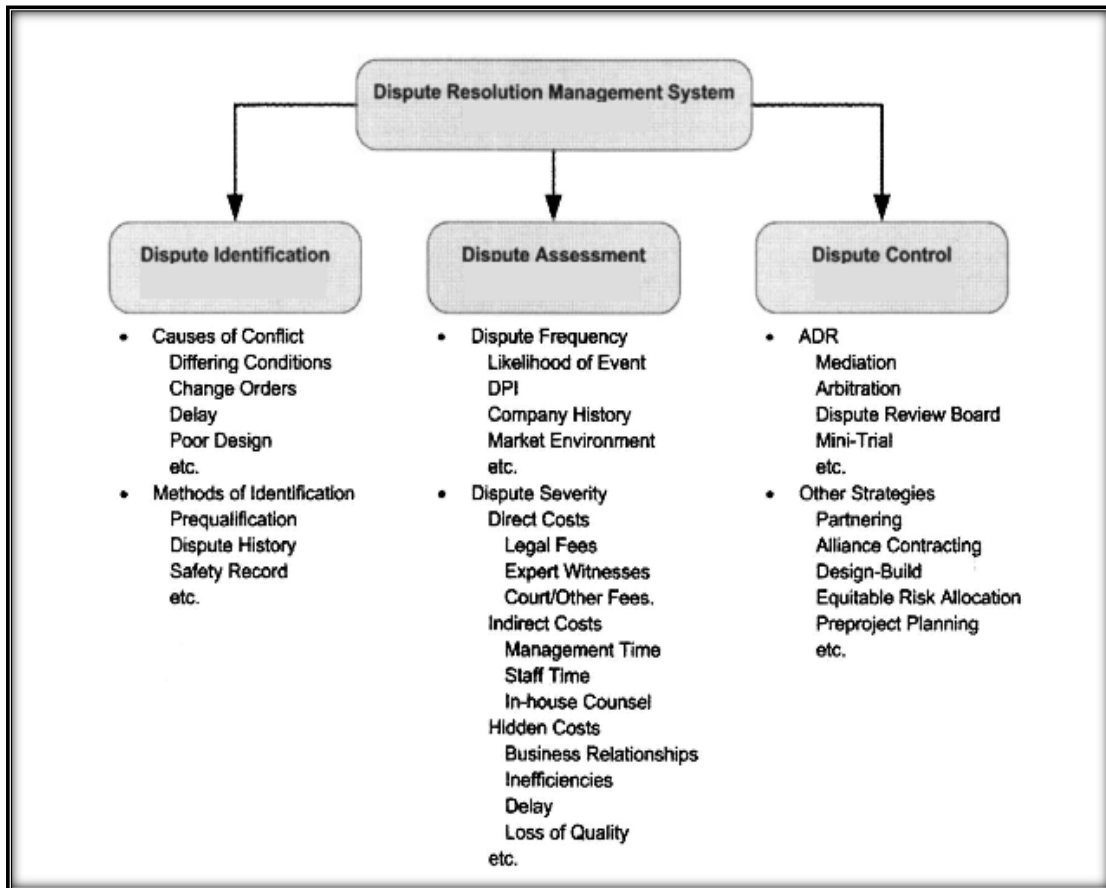 Dispute Resolution Management System
Dispute Identification
• Causes of Conflict
Differing Conditions
Change Orders
Delay
Poor Design
etc.
• Methods of Identification
Prequalification
Dispute History
Safety Record
etc.
Dispute Assessment
• Dispute Frequency
Likelihood of Event
DPI
Company History
Market Environment
etc.
• Dispute Severity
Direct Costs
Legal Fees
Expert Witnesses
Court/Other Fees.
Indirect Costs
Management Time
Staff Time
In-house Counsel
Hidden Costs
Business Relationships
Inefficiencies
Delay
Loss of Quality
etc.
Dispute Control
• ADR
Mediation
Arbitration
Dispute Review Board
Mini-Trial
etc.
• Other Strategies
Partnering
Alliance Contracting
Design-Build
Equitable Risk Allocation
Preproject Planning
etc.